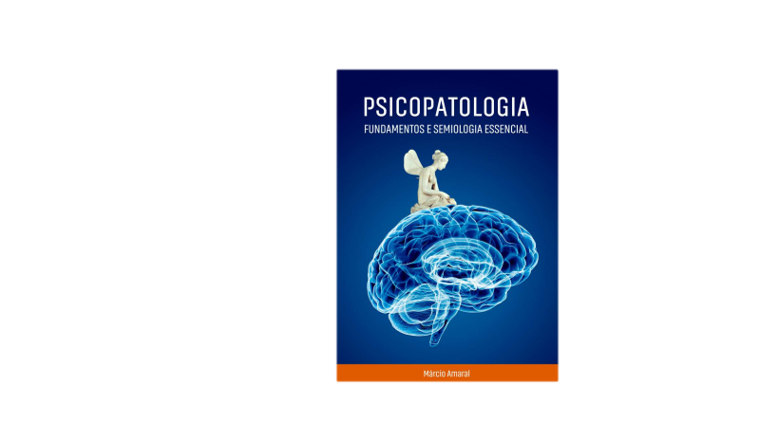 PSICOPATOLOGIA
FUNDAMENTOS E SEMIOLOGIA ESSENCIAL
Márcio Amaral